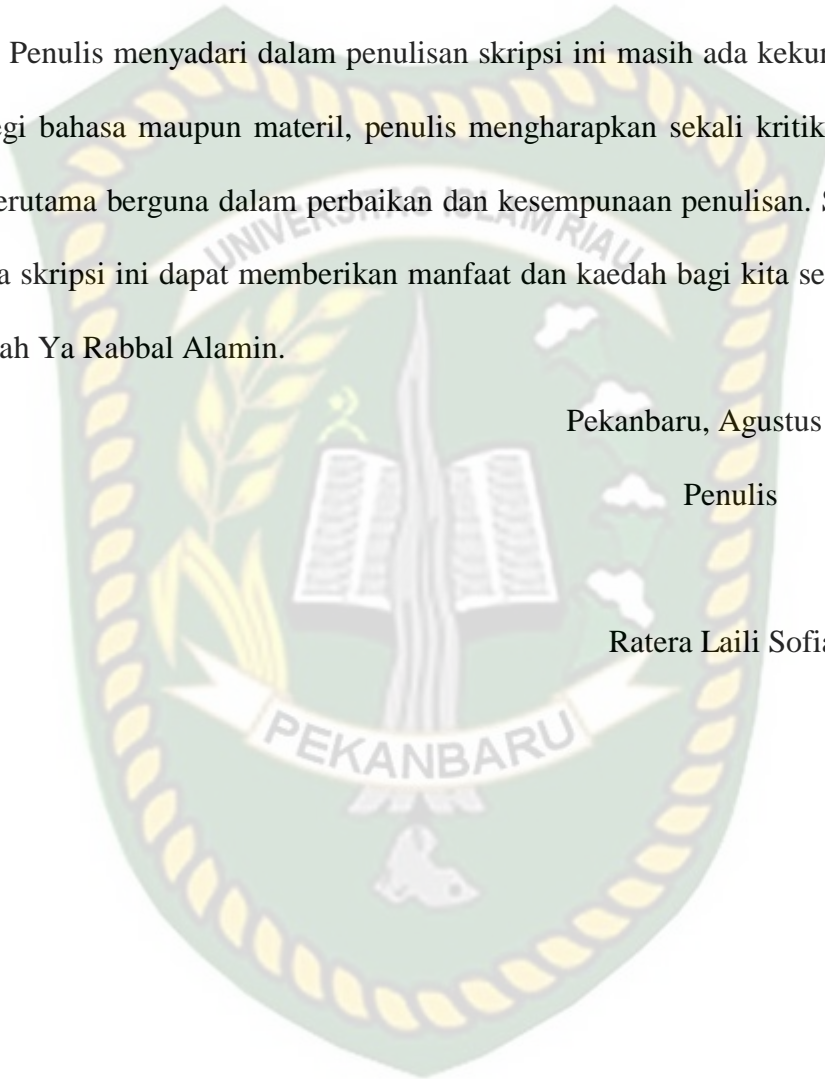 Penulis menyadari dalam penulisan skripsi ini masih ada
egi bahasa maupun materil, penulis mengharapkan sekali kritik
erutama berguna dalam perbaikan dan kesempunaan penulisan.
a skripsi ini dapat memberikan manfaat dan kaedah bagi kita
ah Ya Rabbal Alamin.
Pekanbaru, Agustus
Penulis
Ratera Laili Sofia
UNIVERSITAS ISLAM RIAU
PEKANBARU